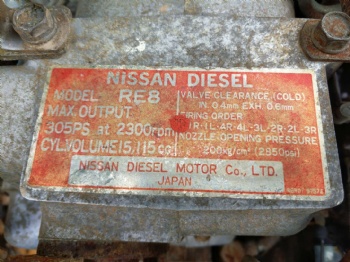 NISSAN DIESEL
MODEL RE8
MAX.OUTPUT
305PS at 2300rpm
CYL.VOLUME 15,115cc
VALVE CLEARANCE (COLD)
IN. 0.4mm EXH. 0.6mm
FIRING ORDER
1R-1L-4R-4L-3L-2R-2L-3R
NOZZLE OPENING PRESSURE
200kg/cm² (2850psi)
NISSAN DIESEL MOTOR Co., LTD.
JAPAN